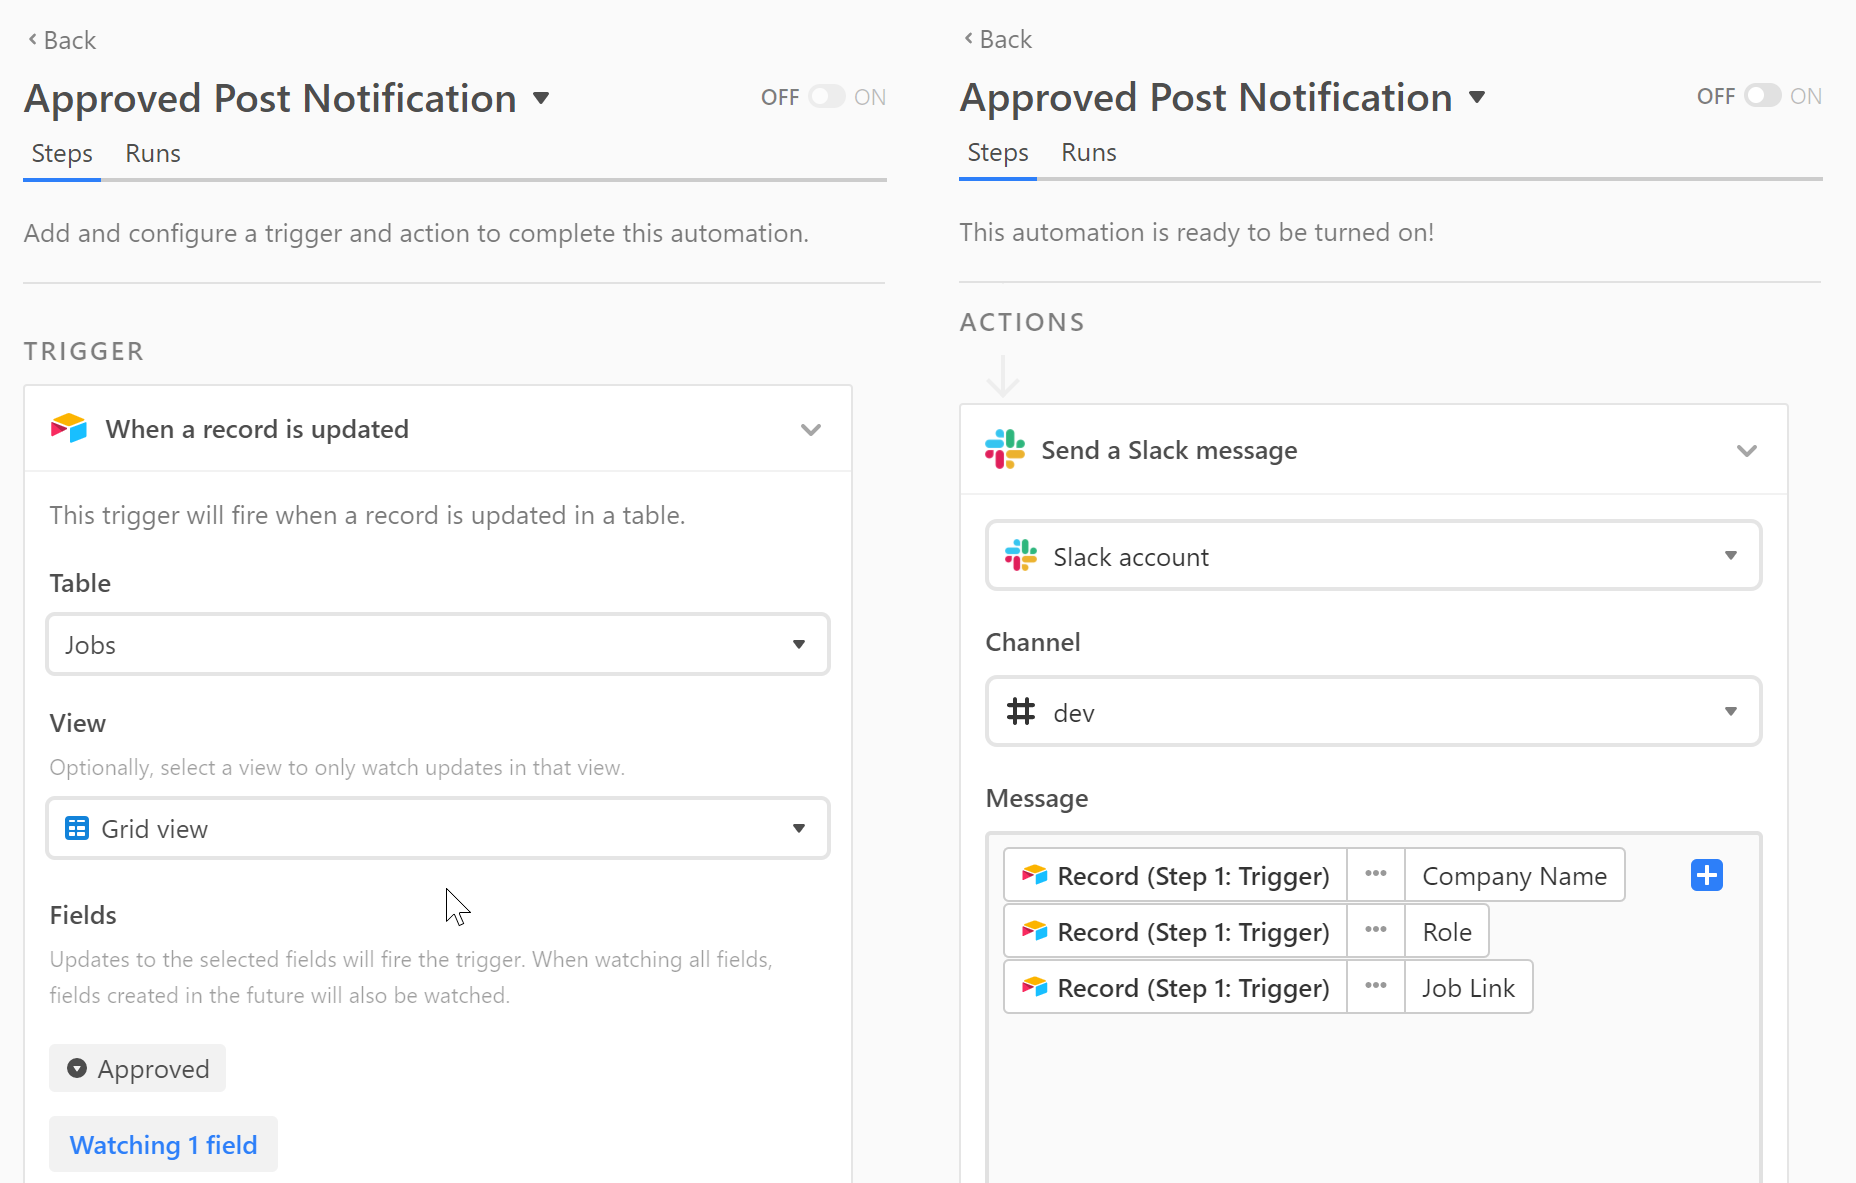 Back
Approved Post Notification
OFF ON
Steps Runs
Add and configure a trigger and action to complete this automation.
TRIGGER
When a record is updated
This trigger will fire when a record is updated in a table.
Table
Jobs
View
Optionally, select a view to only watch updates in that view.
Grid view
Fields
Updates to the selected fields will fire the trigger. When watching all fields,
fields created in the future will also be watched.
Approved
Watching 1 field
Back
Approved Post Notification
OFF ON
Steps Runs
This automation is ready to be turned on!
ACTIONS
Send a Slack message
Slack account
Channel
dev
Message
Record (Step 1: Trigger) ••• Company Name
Record (Step 1: Trigger) ••• Role
Record (Step 1: Trigger) ••• Job Link